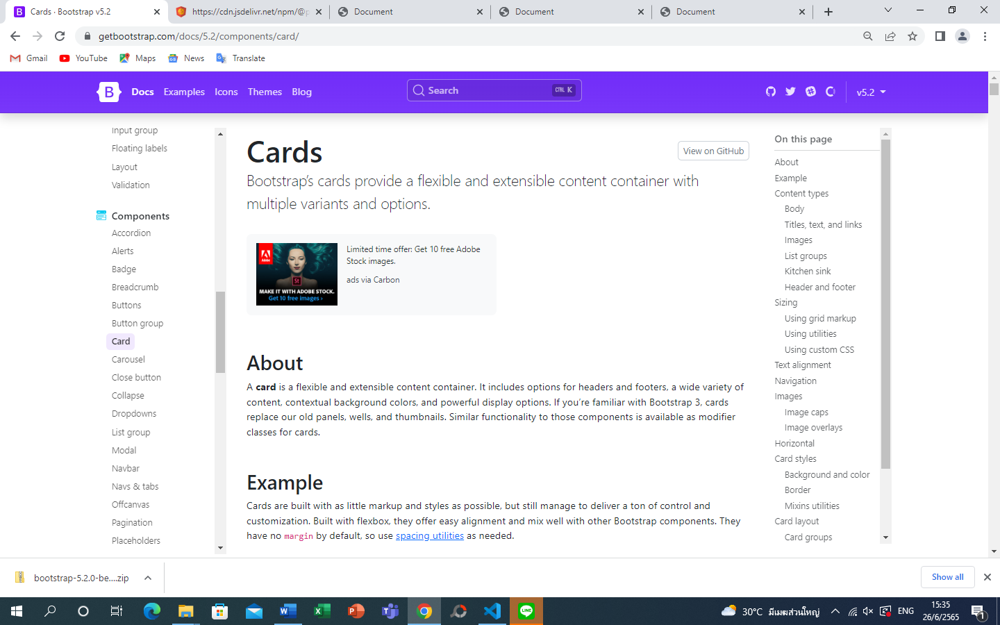 Cards · Bootstrap v5.2
https://cdn.jsdelivr.net/npm/@p
Document
Document
Document
getbootstrap.com/docs/5.2/components/card/
Gmail
YouTube
Maps
News
Translate
B
Docs
Examples
Icons
Themes
Blog
Search
CTRL K
v5.2
Input group
Floating labels
Layout
Validation
Components
Accordion
Alerts
Badge
Breadcrumb
Buttons
Button group
Card
Carousel
Close button
Collapse
Dropdowns
List group
Modal
Navbar
Navs & tabs
Offcanvas
Pagination
Placeholders
Cards
View on GitHub
Bootstrap’s cards provide a flexible and extensible content container with
multiple variants and options.
Adobe
St
MAKE IT WITH ADOBE STOCK.
Get 10 free images ›
Limited time offer: Get 10 free Adobe
Stock images.
ads via Carbon
About
A card is a flexible and extensible content container. It includes options for headers and footers, a wide variety of
content, contextual background colors, and powerful display options. If you’re familiar with Bootstrap 3, cards
replace our old panels, wells, and thumbnails. Similar functionality to those components is available as modifier
classes for cards.
Example
Cards are built with as little markup and styles as possible, but still manage to deliver a ton of control and
customization. Built with flexbox, they offer easy alignment and mix well with other Bootstrap components. They
have no margin by default, so use spacing utilities as needed.
On this page
About
Example
Content types
Body
Titles, text, and links
Images
List groups
Kitchen sink
Header and footer
Sizing
Using grid markup
Using utilities
Using custom CSS
Text alignment
Navigation
Images
Image caps
Image overlays
Horizontal
Card styles
Background and color
Border
Mixins utilities
Card layout
Card groups
bootstrap-5.2.0-be....zip
Show all
LINE
30°C มีเมฆส่วนใหญ่
ENG
15:35
26/6/2565
1